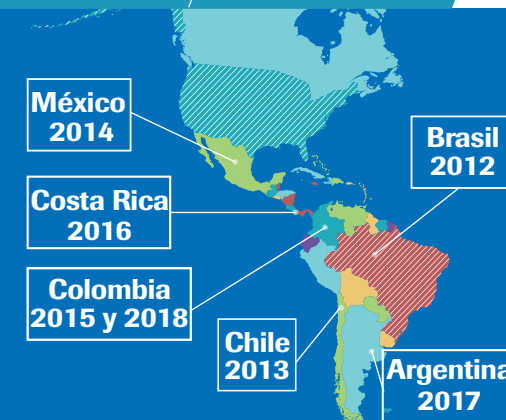 México
2014
Brasil
2012
Costa Rica
2016
Colombia
2015 y 2018
Chile
2013
Argentina
2017